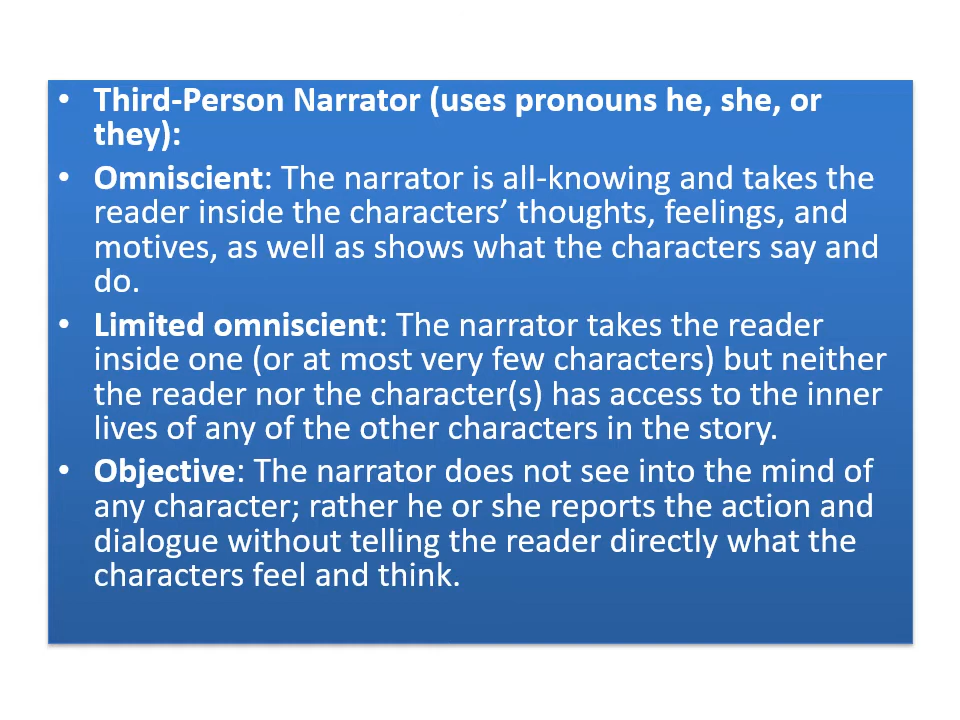 • Third-Person Narrator (uses pronouns he, she, or
they):
• Omniscient: The narrator is all-knowing and takes the
reader inside the characters’ thoughts, feelings, and
motives, as well as shows what the characters say and
do.
• Limited omniscient: The narrator takes the reader
inside one (or at most very few characters) but neither
the reader nor the character(s) has access to the inner
lives of any of the other characters in the story.
• Objective: The narrator does not see into the mind of
any character; rather he or she reports the action and
dialogue without telling the reader directly what the
characters feel and think.